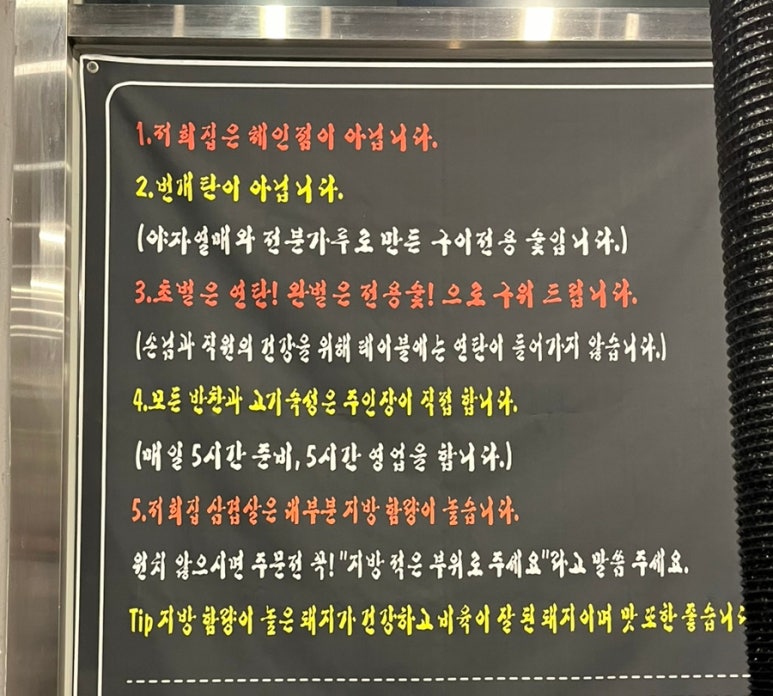 1.저희집은 체인점이 아닙니다.
2.번개탄이 아닙니다.
(야자열매와 전분가루로 만든 구이전용 숯입니다.)
3.초벌은 연탄! 완벌은 전용숯! 으로 구워 드립니다.
(손님과 직원의 건강을 위해 테이블에는 연탄이 들어가지 않습니다.)
4.모든 반찬과 고기숙성은 주인장이 직접 합니다.
(매일 5시간 준비, 5시간 영업을 합니다.)
5.저희집 삼겹살은 대부분 지방 함량이 높습니다.
원치 않으시면 주문전 꼭! "지방 적은 부위로 주세요"라고 말씀 주세요.
Tip 지방 함량이 높은 돼지가 건강하고 비육이 잘 된 돼지이며 맛 또한 좋습니다